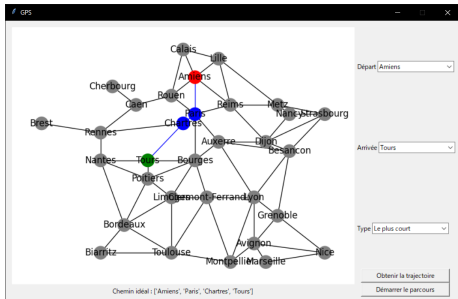 GPS
Calais
Lille
Amiens
Départ Amiens
Cherbourg
Rouen
Caen
Reims
Metz
Paris
Nancy
Strasbourg
Brest
Chartres
Rennes
Auxerre
Dijon
Arrivée Tours
Besancon
Nantes
Tours
Bourges
Poitiers
Limoges
Clermont-Ferrand
Lyon
Grenoble
Bordeaux
Type Le plus court
Avignon
Biarritz
Toulouse
Montpellier
Marseille
Nice
Obtenir la trajectoire
Démarrer le parcours
Chemin idéal : ['Amiens', 'Paris', 'Chartres', 'Tours']